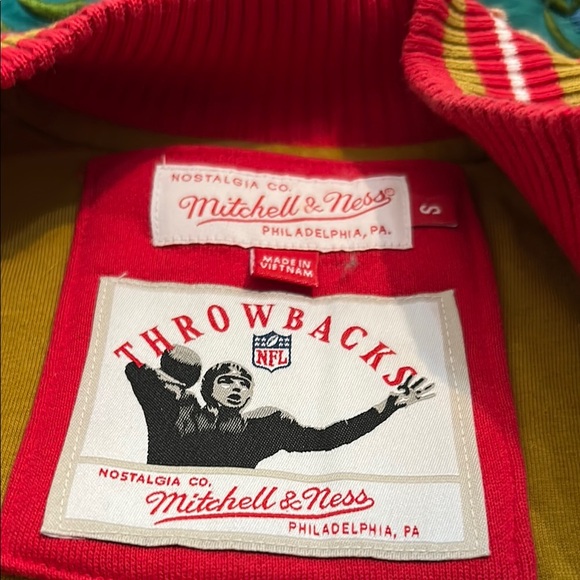 NOSTALGIA CO.
Mitchell & Ness®
PHILADELPHIA, PA.
S
MADE IN
VIETNAM
THROWBACKS
NFL
NOSTALGIA CO.
Mitchell & Ness
PHILADELPHIA, PA